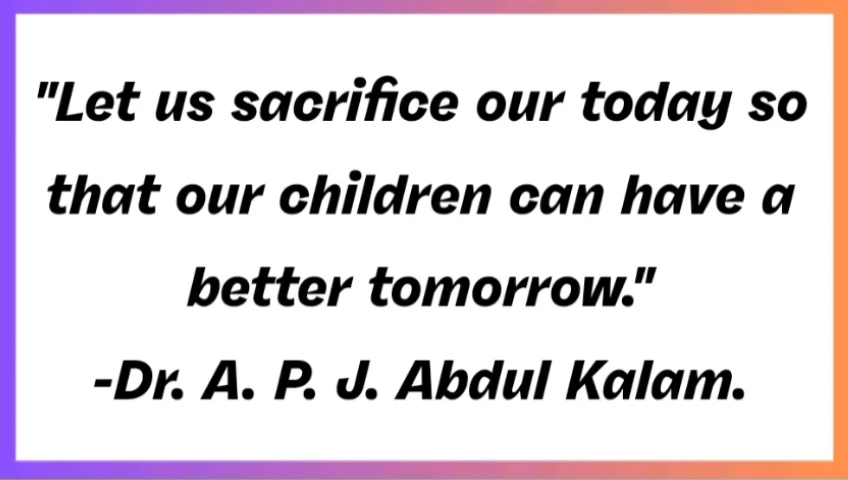 "Let us sacrifice our today so
that our children can have a
better tomorrow."
-Dr. A. P. J. Abdul Kalam.